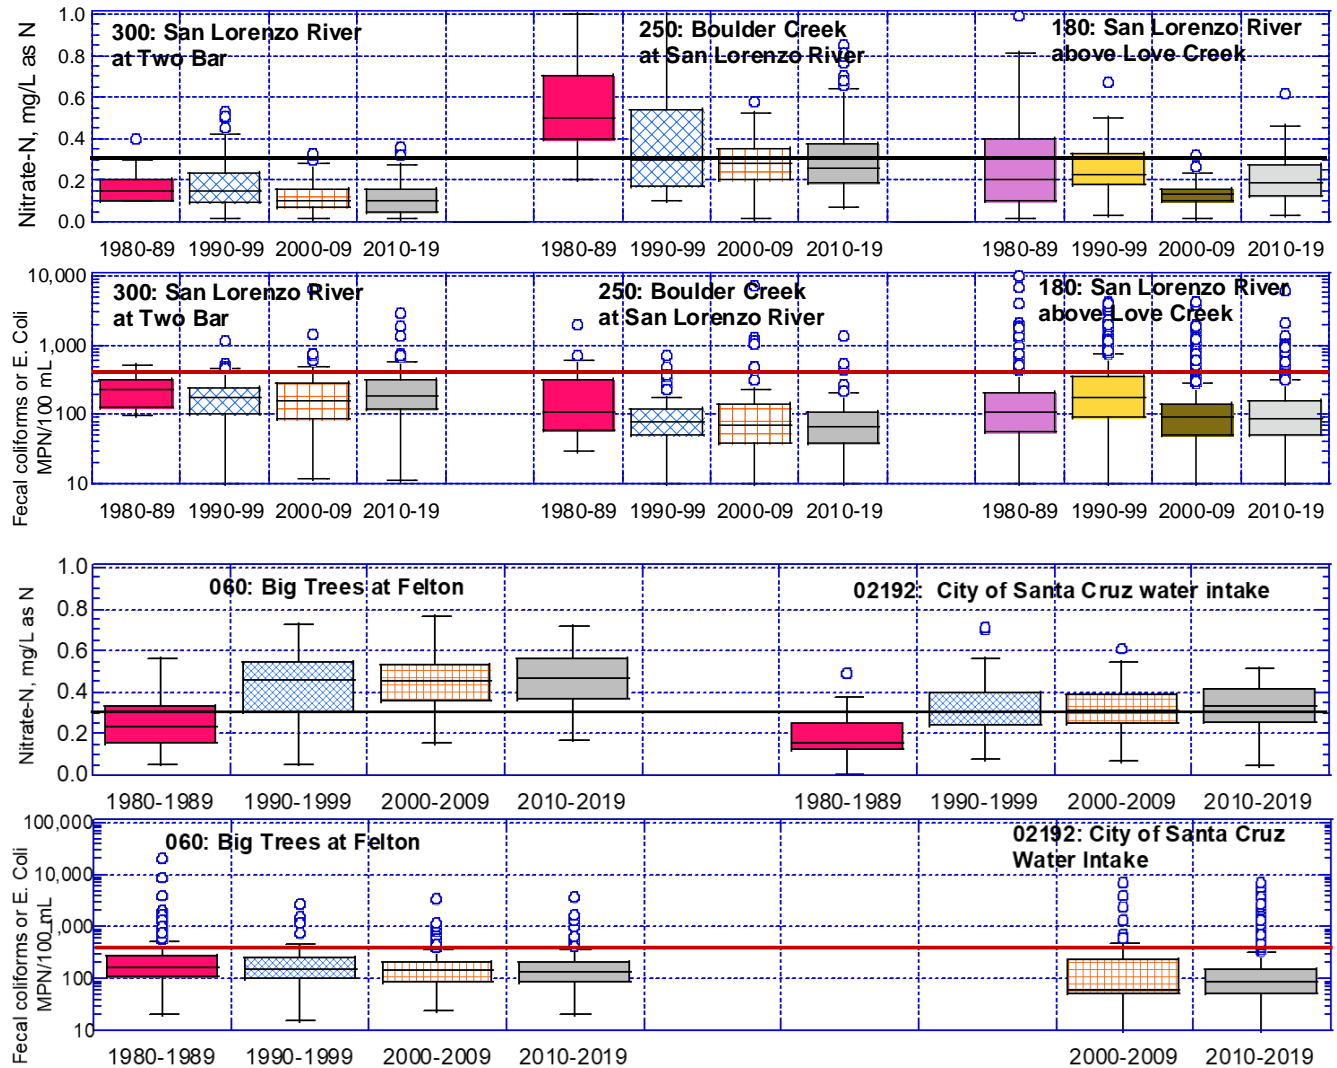 Nitrate-N, mg/L as N
1.0
0.8
0.6
0.4
0.2
0.0
300: San Lorenzo River
at Two Bar
250: Boulder Creek
at San Lorenzo River
180: San Lorenzo River
above Love Creek
1980-89 1990-99 2000-09 2010-19 1980-89 1990-99 2000-09 2010-19 1980-89 1990-99 2000-09 2010-19
Fecal coliforms or E. Coli
MPN/100 mL
10,000
1,000
100
10
300: San Lorenzo River
at Two Bar
250: Boulder Creek
at San Lorenzo River
180: San Lorenzo River
above Love Creek
1980-89 1990-99 2000-09 2010-19 1980-89 1990-99 2000-09 2010-19 1980-89 1990-99 2000-09 2010-19
Nitrate-N, mg/L as N
1.0
0.8
0.6
0.4
0.2
0.0
060: Big Trees at Felton
02192: City of Santa Cruz water intake
1980-1989 1990-1999 2000-2009 2010-2019 1980-1989 1990-1999 2000-2009 2010-2019
Fecal coliforms or E. Coli
MPN/100 mL
100,000
10,000
1,000
100
10
060: Big Trees at Felton
02192: City of Santa Cruz
Water Intake
1980-1989 1990-1999 2000-2009 2010-2019 2000-2009 2010-2019